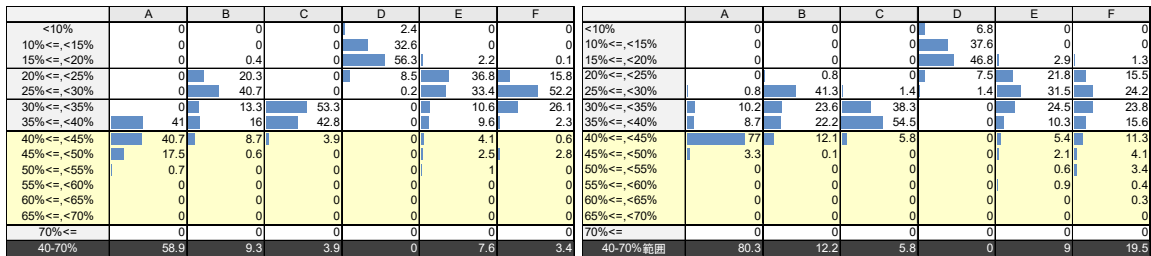 A B C D E F
<10% 0 0 0 2.4 0 0
10%<=,<15% 0 0 0 32.6 0 0
15%<=,<20% 0 0.4 0 56.3 2.2 0.1
20%<=,<25% 0 20.3 0 8.5 36.8 15.8
25%<=,<30% 0 40.7 0 0.2 33.4 52.2
30%<=,<35% 0 13.3 53.3 0 10.6 26.1
35%<=,<40% 41 16 42.8 0 9.6 2.3
40%<=,<45% 40.7 8.7 3.9 0 4.1 0.6
45%<=,<50% 17.5 0.6 0 0 2.5 2.8
50%<=,<55% 0.7 0 0 0 1 0
55%<=,<60% 0 0 0 0 0 0
60%<=,<65% 0 0 0 0 0 0
65%<=,<70% 0 0 0 0 0 0
70%<= 0 0 0 0 0 0
40-70% 58.9 9.3 3.9 0 7.6 3.4
A B C D E F
<10% 0 0 0 6.8 0 0
10%<=,<15% 0 0 0 37.6 0 0
15%<=,<20% 0 0 0 46.8 2.9 1.3
20%<=,<25% 0 0.8 0 7.5 21.8 15.5
25%<=,<30% 0.8 41.3 1.4 1.4 31.5 24.2
30%<=,<35% 10.2 23.6 38.3 0 24.5 23.8
35%<=,<40% 8.7 22.2 54.5 0 10.3 15.6
40%<=,<45% 77 12.1 5.8 0 5.4 11.3
45%<=,<50% 3.3 0.1 0 0 2.1 4.1
50%<=,<55% 0 0 0 0 0.6 3.4
55%<=,<60% 0 0 0 0 0.9 0.4
60%<=,<65% 0 0 0 0 0 0.3
65%<=,<70% 0 0 0 0 0 0
70%<= 0 0 0 0 0 0
40-70%範囲 80.3 12.2 5.8 0 9 19.5